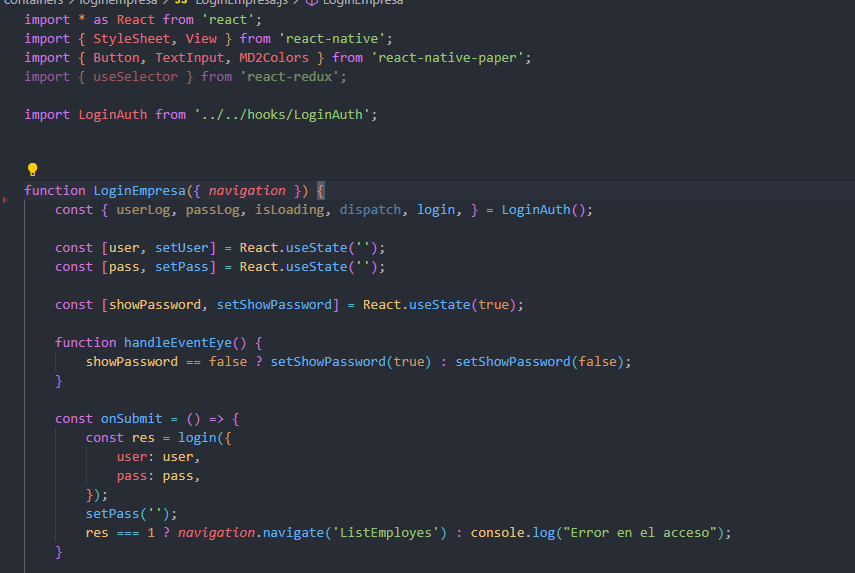 containers > loginempresa > JS LoginEmpresa.js > LoginEmpresa
import * as React from 'react';
import { StyleSheet, View } from 'react-native';
import { Button, TextInput, MD2Colors } from 'react-native-paper';
import { useSelector } from 'react-redux';
import LoginAuth from '../../hooks/LoginAuth';
function LoginEmpresa({ navigation }) {
    const { userLog, passLog, isLoading, dispatch, login, } = LoginAuth();
    const [user, setUser] = React.useState('');
    const [pass, setPass] = React.useState('');
    const [showPassword, setShowPassword] = React.useState(true);
    function handleEventEye() {
        showPassword == false ? setShowPassword(true) : setShowPassword(false);
    }
    const onSubmit = () => {
        const res = login({
            user: user,
            pass: pass,
        });
        setPass('');
        res === 1 ? navigation.navigate('ListEmployes') : console.log("Error en el acceso");
    }